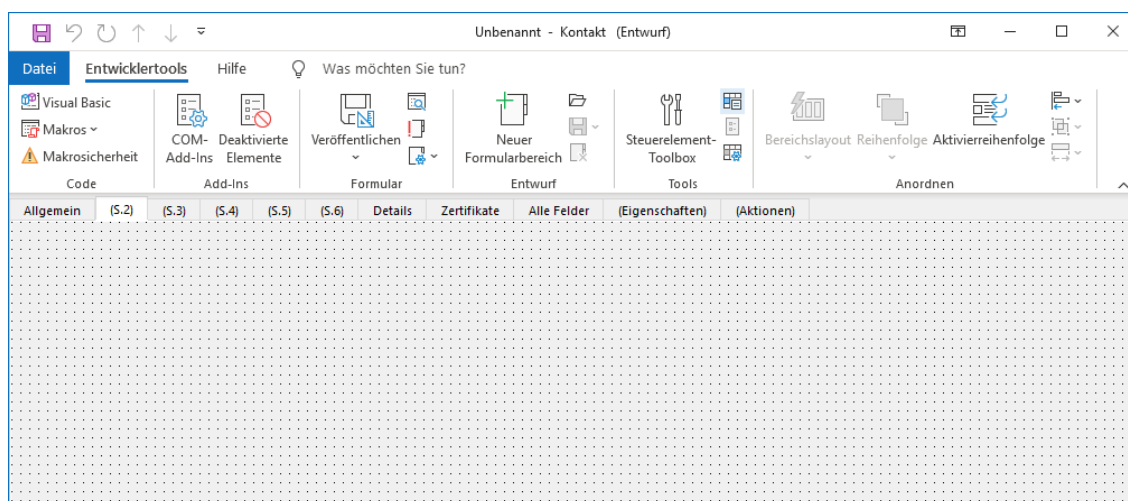 Unbenannt - Kontakt (Entwurf)
Datei Entwicklertools Hilfe Was möchten Sie tun?
Visual Basic
Makros
Makrosicherheit
Code
COM-
Add-Ins
Deaktivierte
Elemente
Add-Ins
Veröffentlichen
Formular
Neuer
Formularbereich
Entwurf
Steuerelement-
Toolbox
Tools
Bereichslayout Reihenfolge Aktivierreihenfolge
Anordnen
Allgemein (S.2) (S.3) (S.4) (S.5) (S.6) Details Zertifikate Alle Felder (Eigenschaften) (Aktionen)